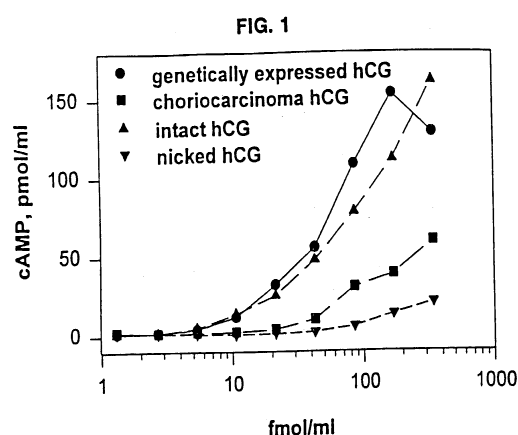 FIG. 1
genetically expressed hCG
choriocarcinoma hCG
intact hCG
nicked hCG
cAMP, pmol/ml
150
100
50
0
1
10
100
1000
fmol/ml